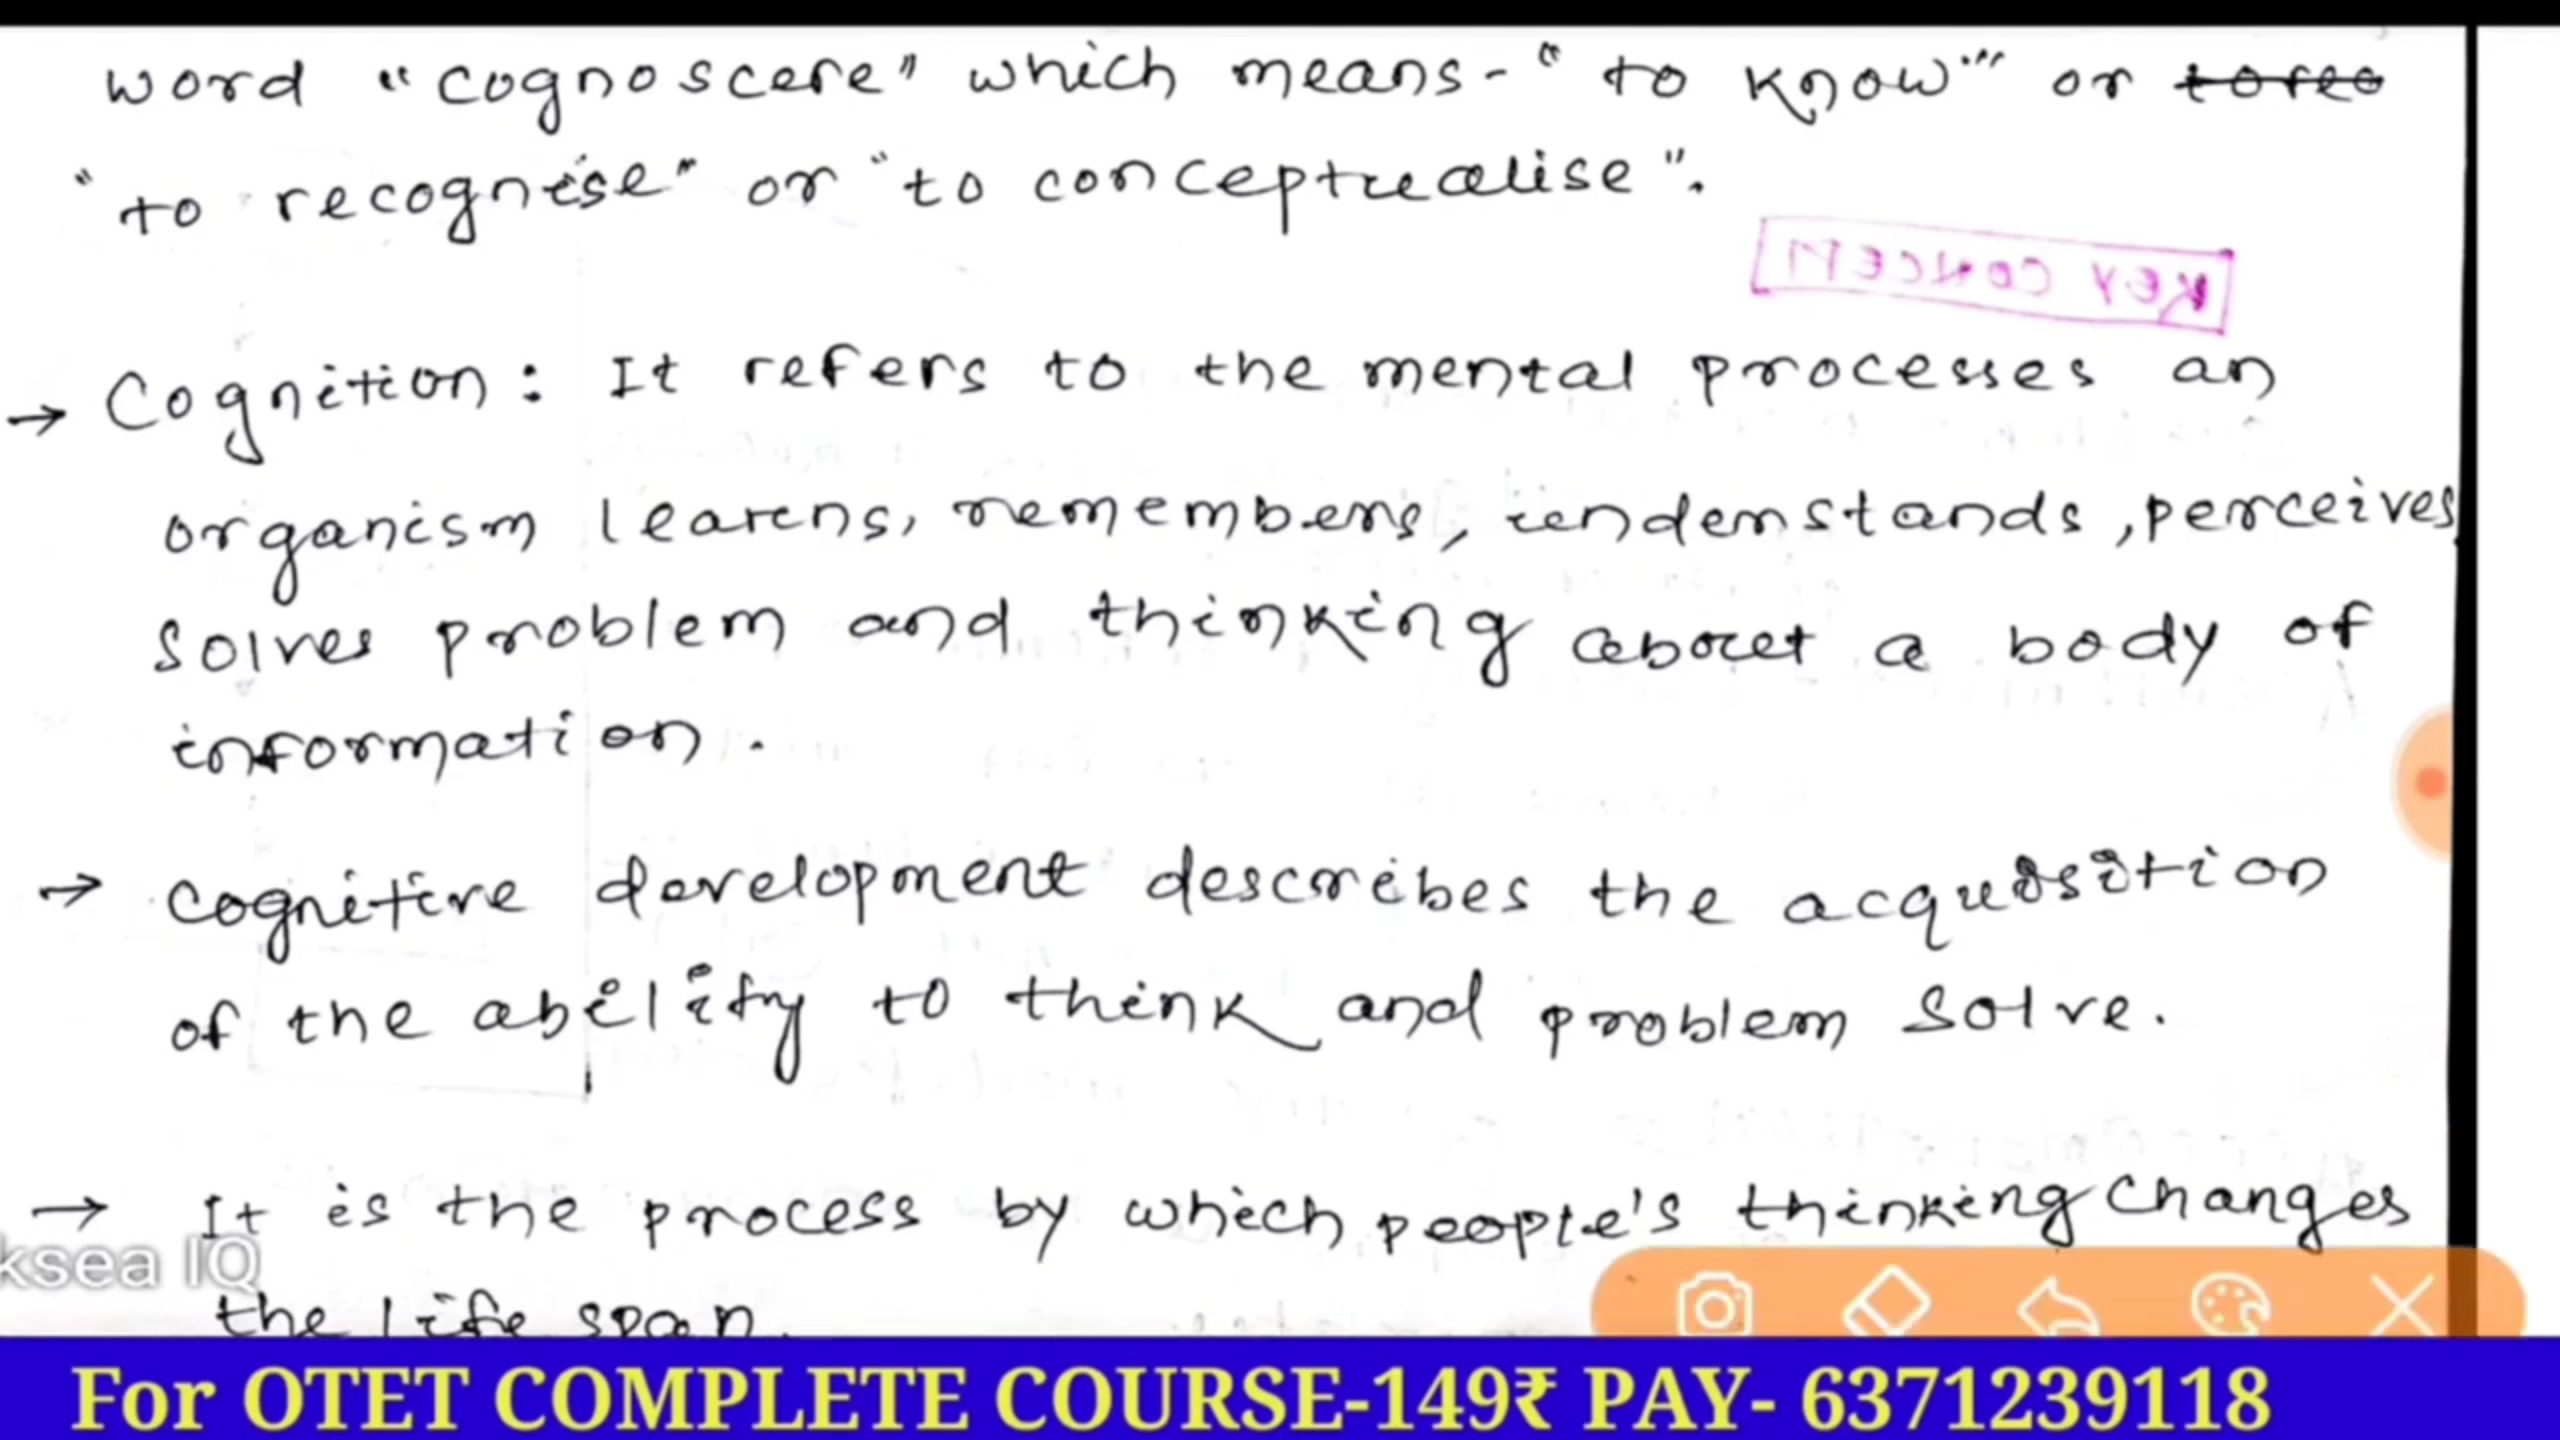 word "cognoscere" which means - "to know" or toreo
"to recognise" or "to conceptualise".
KEY CONCEPT
→ Cognition: It refers to the mental processes an
organism learns, remembers, understands, perceives,
solves problem and thinking about a body of
information.
→ Cognitive development describes the acquisition
of the ability to think and problem solve.
→ It is the process by which people's thinking changes
ksea IQ
the life span.
For OTET COMPLETE COURSE-149₹ PAY- 6371239118